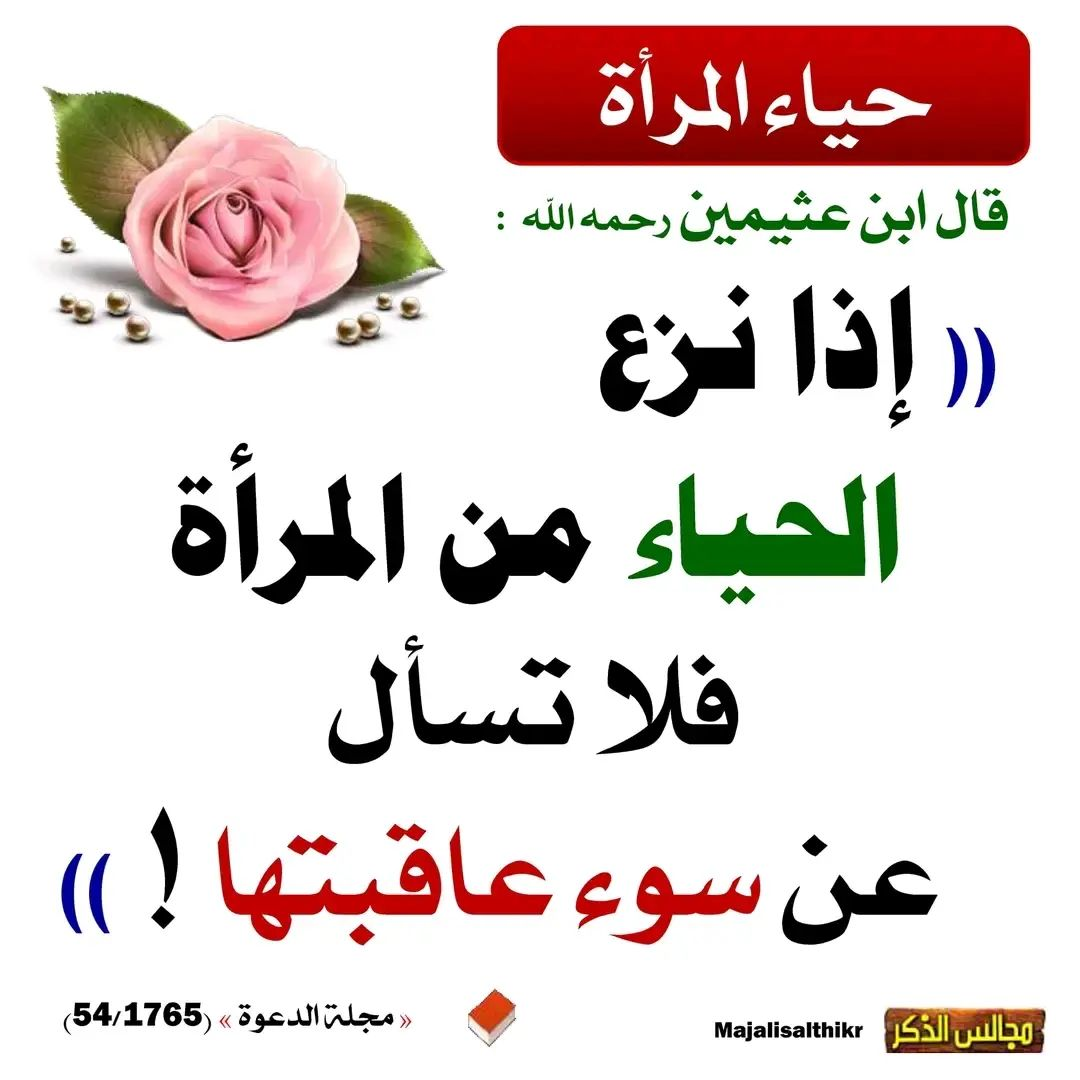 حياء المرأة
قال ابن عثيمين رحمه الله :
(( إذا نزع
الحياء من المرأة
فلا تسأل
عن سوء عاقبتها ! ))
« مجلة الدعوة » (54/1765)
Majalisalthikr
مجالس الذكر